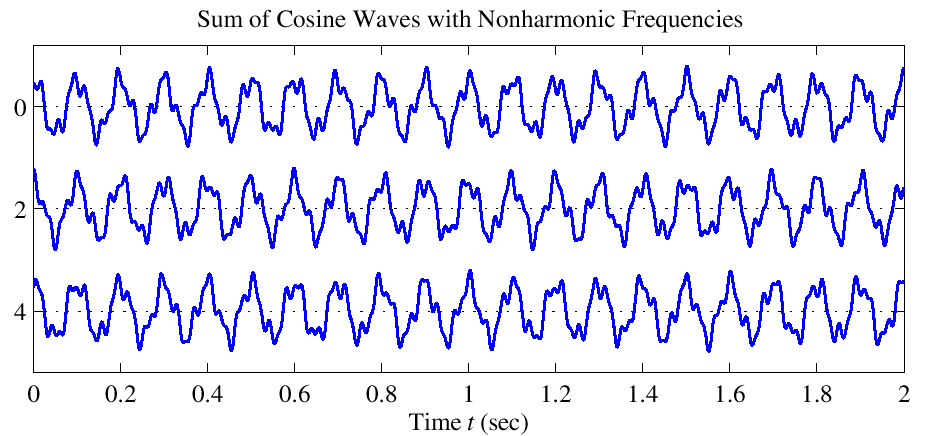 Sum of Cosine Waves with Nonharmonic Frequencies
0
2
4
0 0.2 0.4 0.6 0.8 1 1.2 1.4 1.6 1.8 2
Time t (sec)